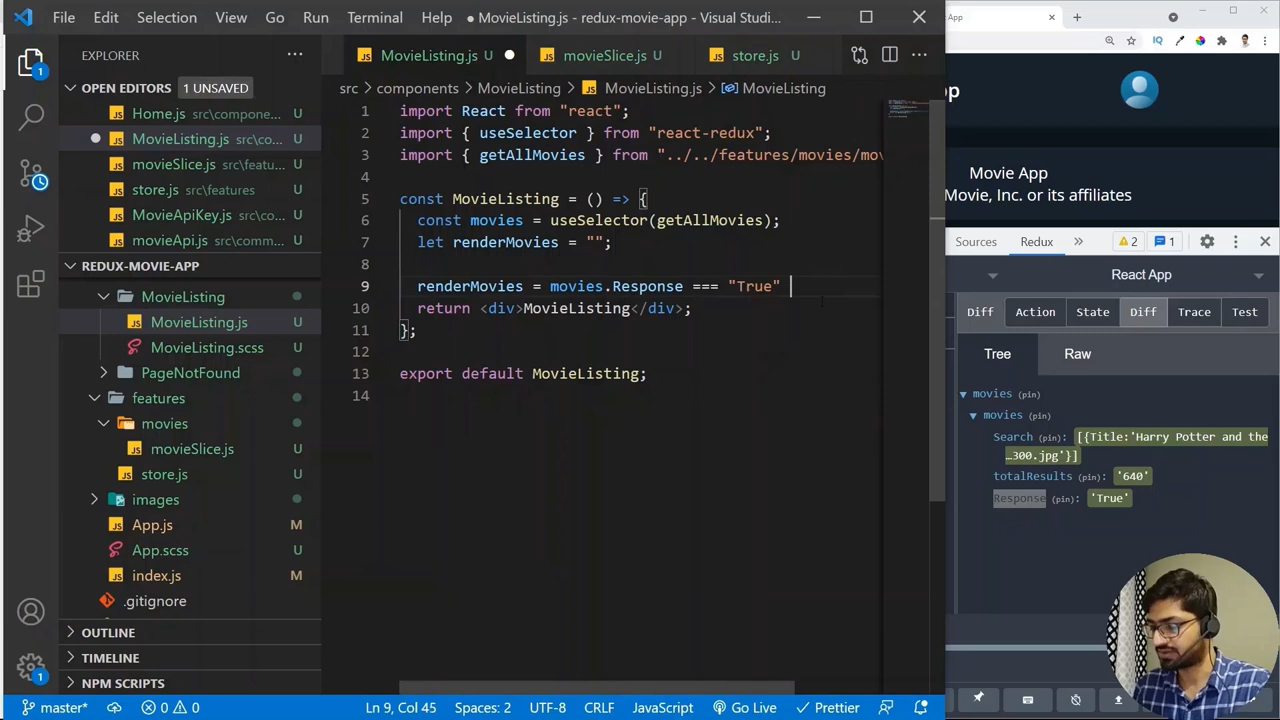 File Edit Selection View Go Run Terminal Help
● MovieListing.js - redux-movie-app - Visual Studi...
EXPLORER
OPEN EDITORS 1 UNSAVED
Home.js src\compone... U
MovieListing.js src\co... U
movieSlice.js src\featu... U
store.js src\features U
MovieApiKey.js src\co... U
movieApi.js src\comm... U
REDUX-MOVIE-APP
MovieListing
MovieListing.js U
MovieListing.scss U
PageNotFound
features
movies
movieSlice.js U
store.js U
images
App.js M
App.scss U
index.js M
.gitignore
OUTLINE
TIMELINE
NPM SCRIPTS
1
1
MovieListing.js U ● movieSlice.js U store.js U
src > components > MovieListing > MovieListing.js > MovieListing
1 import React from "react";
2 import { useSelector } from "react-redux";
3 import { getAllMovies } from "../../features/movies/mov
4
5 const MovieListing = () => {
6 const movies = useSelector(getAllMovies);
7 let renderMovies = "";
8
9 renderMovies = movies.Response === "True"
10 return <div>MovieListing</div>;
11 };
12
13 export default MovieListing;
14
master* 0 0 Ln 9, Col 45 Spaces: 2 UTF-8 CRLF JavaScript Go Live Prettier
App
IQ
pp
Movie App
Movie, Inc. or its affiliates
Sources Redux » 2 1
React App
Diff Action State Diff Trace Test
Tree Raw
movies (pin)
movies (pin)
Search (pin): [{Title:'Harry Potter and the
…300.jpg'}]
totalResults (pin): '640'
Response (pin): 'True'